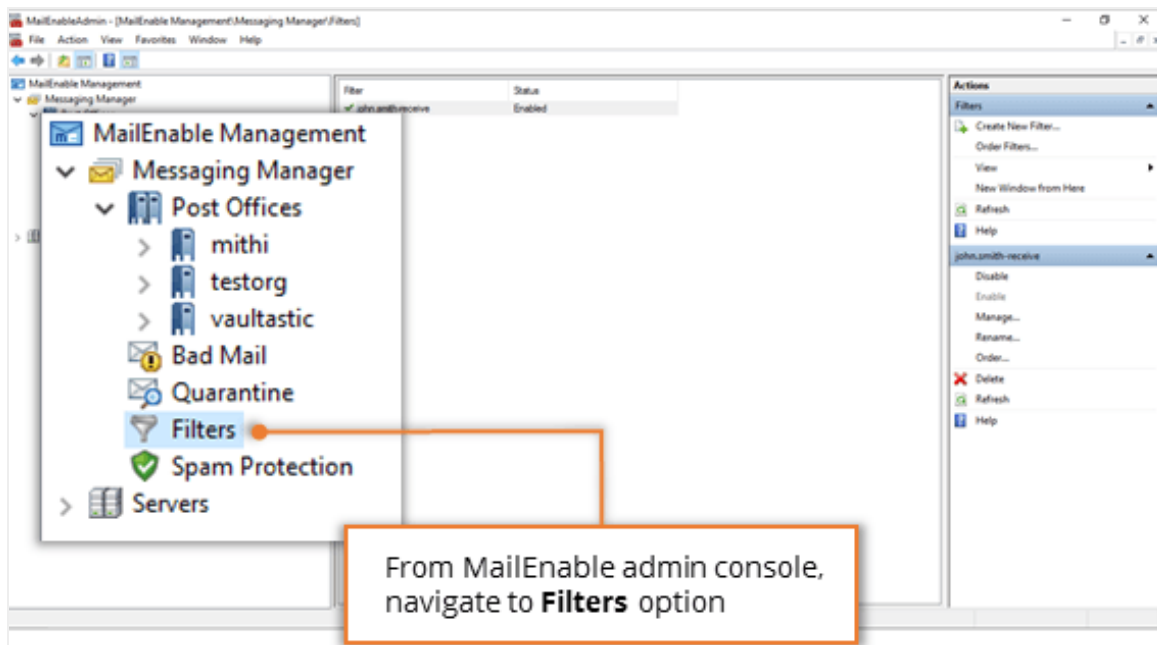 MailEnableAdmin - [MailEnable Management\Messaging Manager\Filters]
File Action View Favorites Window Help
MailEnable Management
Messaging Manager
Filter Status
john.smith-receive Enabled
MailEnable Management
Messaging Manager
Post Offices
mithi
testorg
vaultastic
Bad Mail
Quarantine
Filters
Spam Protection
Servers
From MailEnable admin console,
navigate to Filters option
Actions
Filters
Create New Filter...
Order Filters...
View
New Window from Here
Refresh
Help
john.smith-receive
Disable
Enable
Manage...
Rename...
Order...
Delete
Refresh
Help